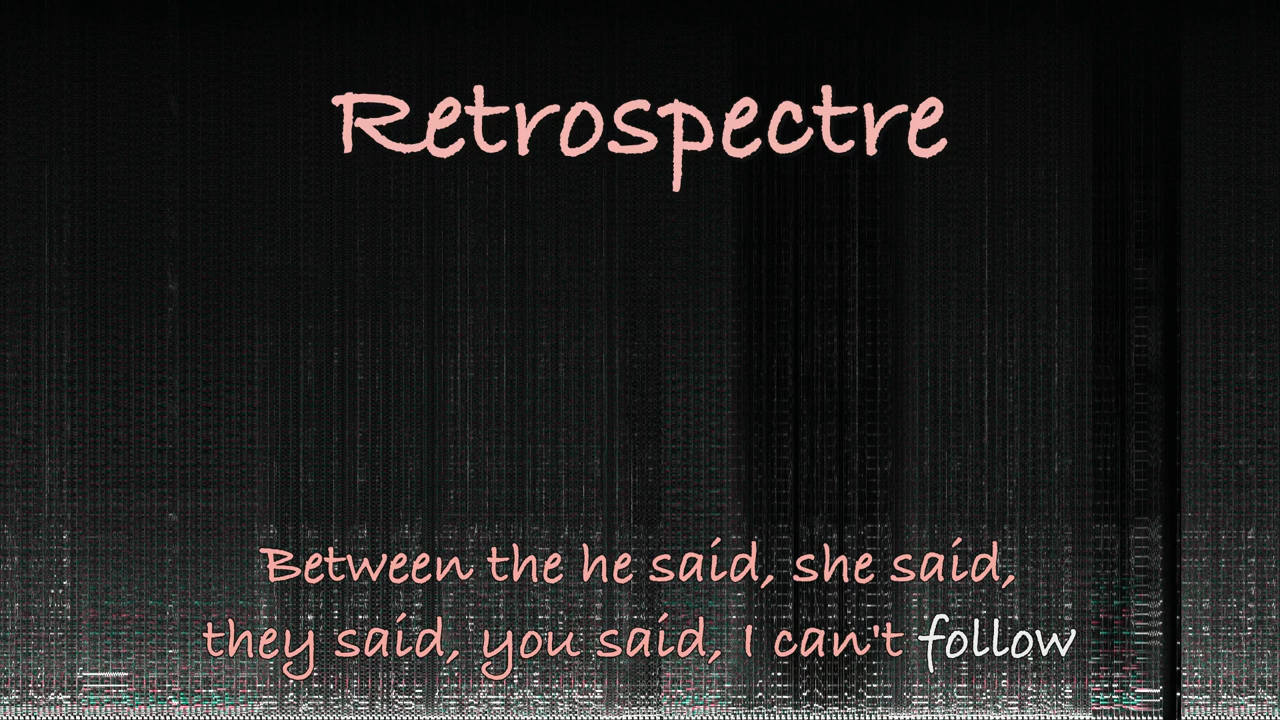 Retrospectre
Between the he said, she said,
they said, you said, I can't follow